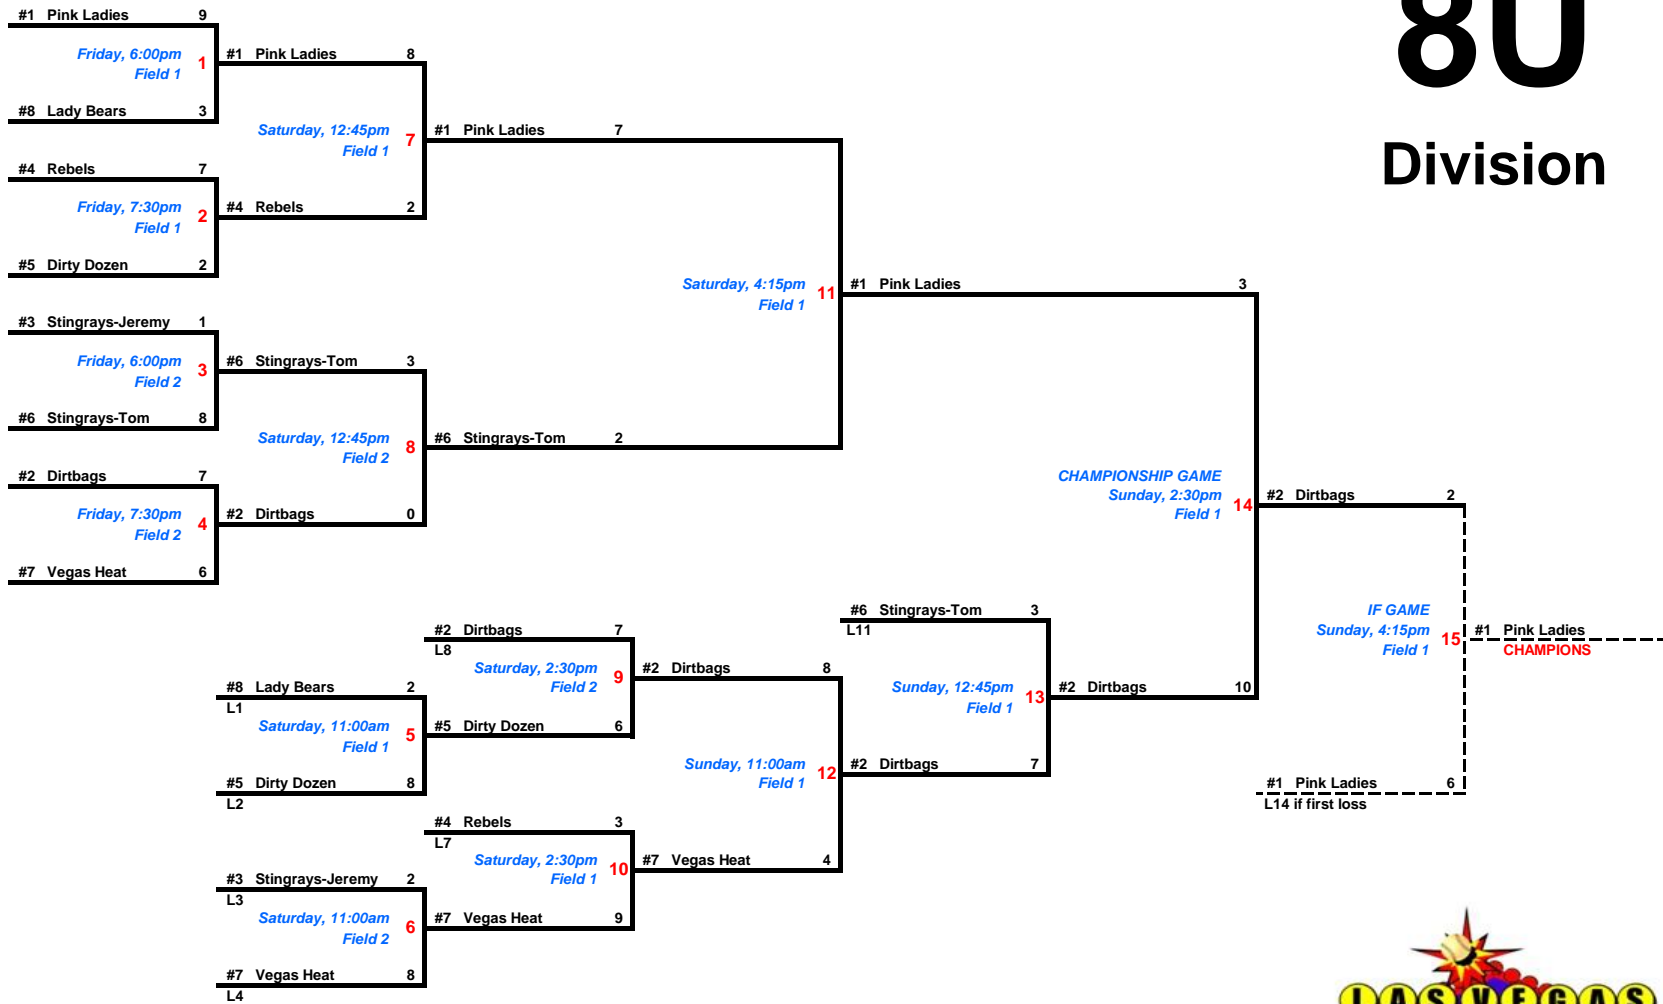 8U
Division
#1 Pink Ladies 9
Friday, 6:00pm 1
Field 1
#8 Lady Bears 3
#4 Rebels 7
Friday, 7:30pm 2
Field 1
#5 Dirty Dozen 2
#3 Stingrays-Jeremy 1
Friday, 6:00pm 3
Field 2
#6 Stingrays-Tom 8
#2 Dirtbags 7
Friday, 7:30pm 4
Field 2
#7 Vegas Heat 6
#1 Pink Ladies 8
Saturday, 12:45pm 7
Field 1
#4 Rebels 2
#6 Stingrays-Tom 3
Saturday, 12:45pm 8
Field 2
#2 Dirtbags 0
#1 Pink Ladies 7
Saturday, 4:15pm 11
Field 1
#6 Stingrays-Tom 2
#1 Pink Ladies 3
CHAMPIONSHIP GAME
Sunday, 2:30pm 14
Field 1
#2 Dirtbags 10
#8 Lady Bears 2
L1
Saturday, 11:00am 5
Field 1
#5 Dirty Dozen 8
L2
#3 Stingrays-Jeremy 2
L3
Saturday, 11:00am 6
Field 2
#7 Vegas Heat 8
L4
#2 Dirtbags 7
L8
Saturday, 2:30pm 9
Field 2
#5 Dirty Dozen 6
#4 Rebels 3
L7
Saturday, 2:30pm 10
Field 1
#7 Vegas Heat 9
#2 Dirtbags 8
Sunday, 11:00am 12
Field 1
#7 Vegas Heat 4
#6 Stingrays-Tom 3
L11
Sunday, 12:45pm 13
Field 1
#2 Dirtbags 7
#2 Dirtbags 2
IF GAME
Sunday, 4:15pm 15
Field 1
#1 Pink Ladies 6
L14 if first loss
#1 Pink Ladies
CHAMPIONS
LAS VEGAS